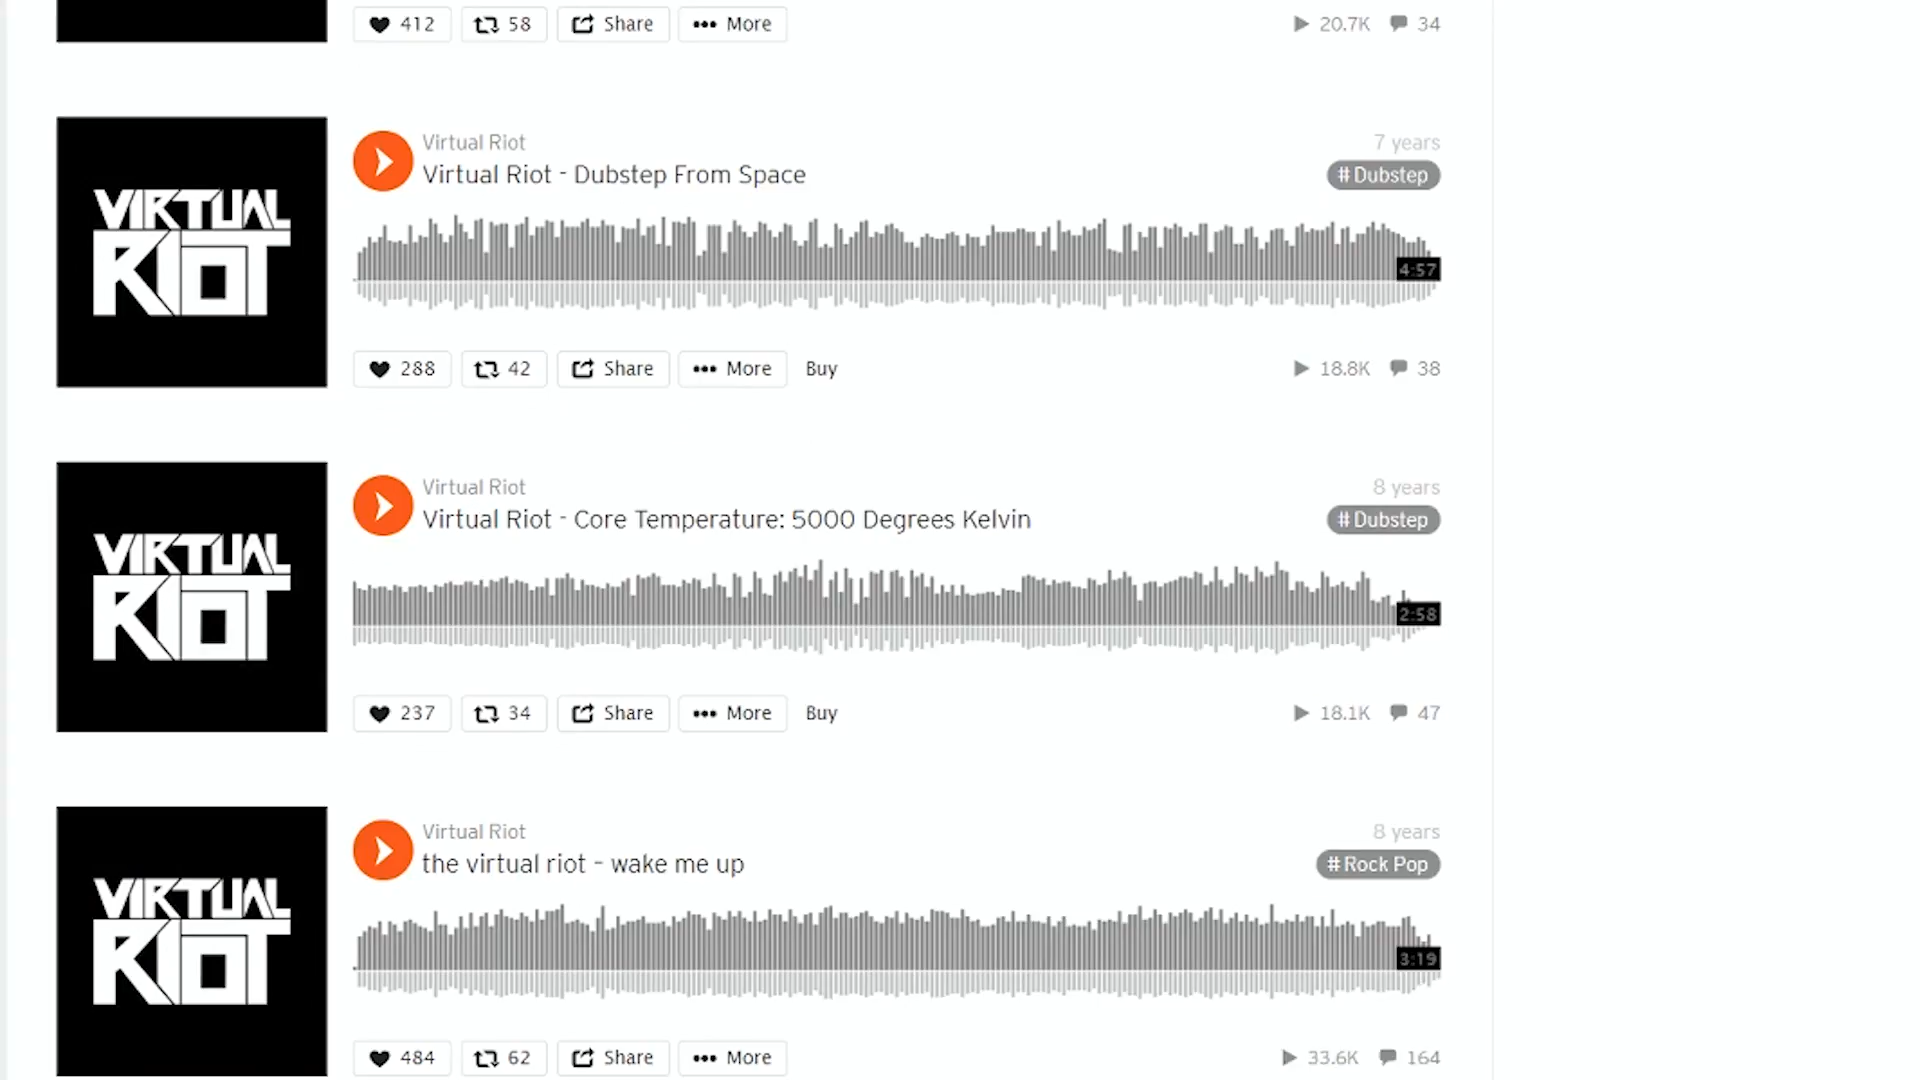 412 58 Share More 20.7K 34
VIRTUAL
RIOT
Virtual Riot 7 years
Virtual Riot - Dubstep From Space # Dubstep
4:57
288 42 Share More Buy 18.8K 38
VIRTUAL
RIOT
Virtual Riot 8 years
Virtual Riot - Core Temperature: 5000 Degrees Kelvin # Dubstep
2:58
237 34 Share More Buy 18.1K 47
VIRTUAL
RIOT
Virtual Riot 8 years
the virtual riot - wake me up # Rock Pop
3:19
484 62 Share More 33.6K 164